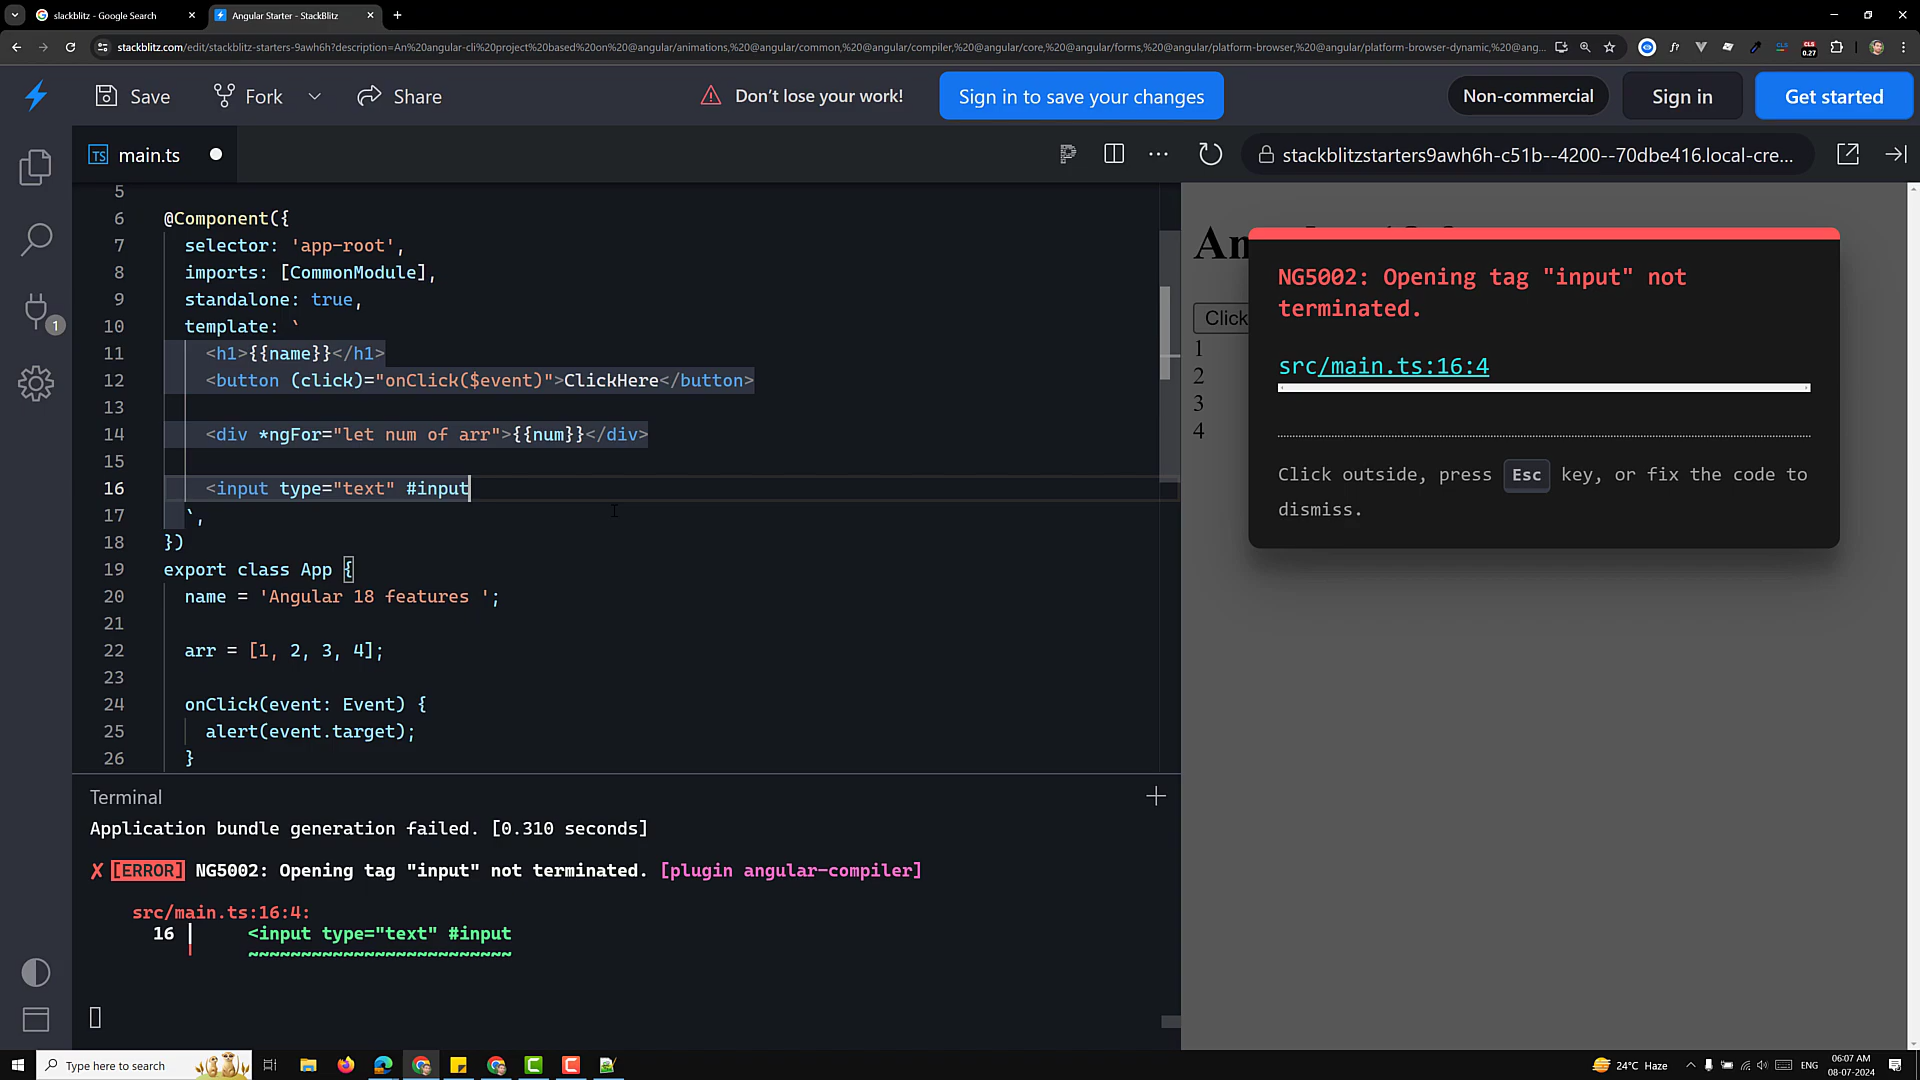 slackblitz - Google Search
Angular Starter - StackBlitz
stackblitz.com/edit/stackblitz-starters-9awh6h?description=An%20angular-cli%20project%20based%20on%20@angular/animations,%20@angular/common,%20@angular/compiler,%20@angular/core,%20@angular/forms,%20@angular/platform-browser,%20@angular/platform-browser-dynamic,%20@ang...
CLS
0.27
Save
Fork
Share
Don't lose your work!
Sign in to save your changes
Non-commercial
Sign in
Get started
TS main.ts
stackblitzstarters9awh6h-c51b--4200--70dbe416.local-cre...
5
6 @Component({
7 selector: 'app-root',
8 imports: [CommonModule],
9 standalone: true,
10 template: `
11 <h1>{{name}}</h1>
12 <button (click)="onClick($event)">ClickHere</button>
13
14 <div *ngFor="let num of arr">{{num}}</div>
15
16 <input type="text" #input
17 `,
18 })
19 export class App {
20 name = 'Angular 18 features ';
21
22 arr = [1, 2, 3, 4];
23
24 onClick(event: Event) {
25 alert(event.target);
26 }
1
An
Click
1
2
3
4
NG5002: Opening tag "input" not
terminated.
src/main.ts:16:4
Click outside, press Esc key, or fix the code to
dismiss.
Terminal
Application bundle generation failed. [0.310 seconds]
✗ [ERROR] NG5002: Opening tag "input" not terminated. [plugin angular-compiler]
src/main.ts:16:4:
16 │ <input type="text" #input
~~~~~~~~~~~~~~~~~~~~~~~~~
Type here to search
24°C Haze
ENG
06:07 AM
08-07-2024